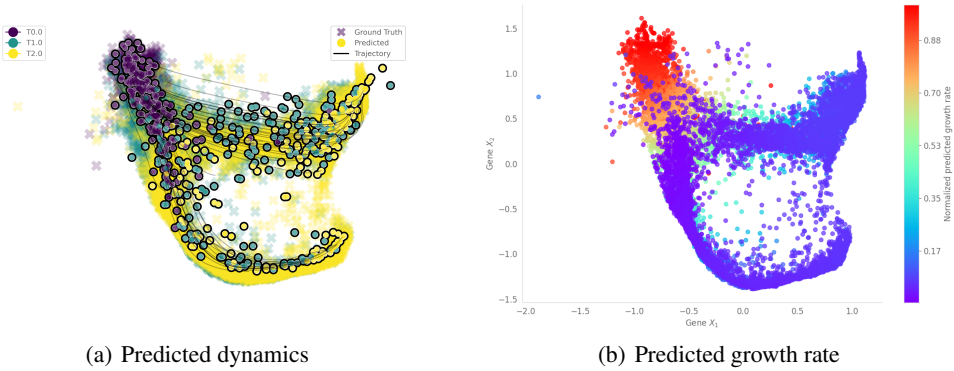 T0.0
T1.0
T2.0
Ground Truth
Predicted
Trajectory
(a) Predicted dynamics
1.5
1.0
0.5
0.0
−0.5
−1.0
−1.5
Gene X₂
−2.0
−1.5
−1.0
−0.5
0.0
0.5
1.0
Gene X₁
0.88
0.70
0.53
0.35
0.17
Normalized predicted growth rate
(b) Predicted growth rate